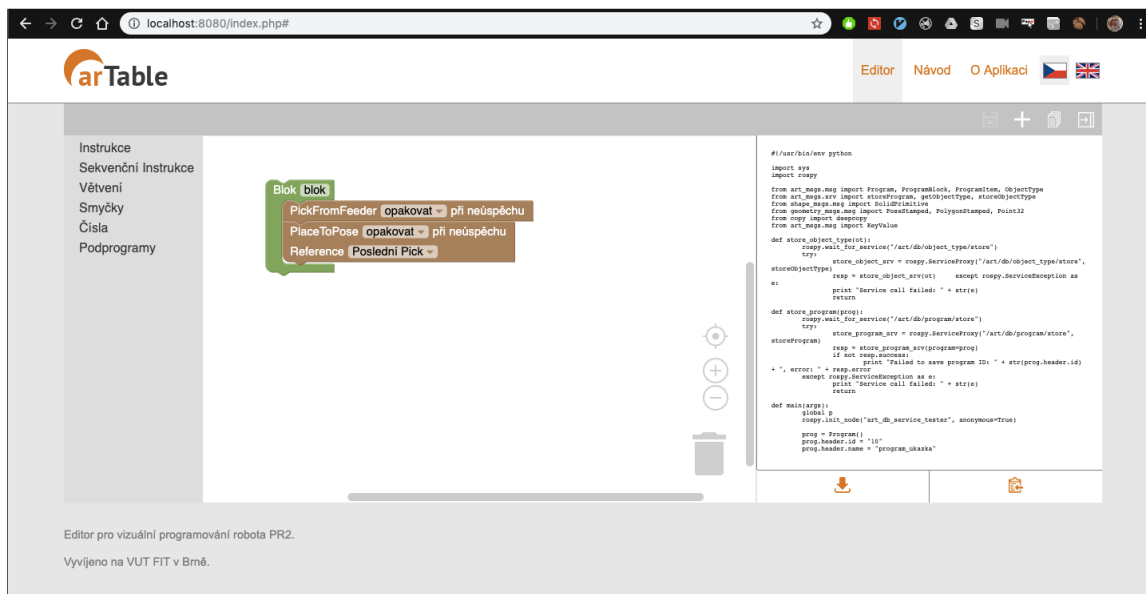 localhost:8080/index.php#
arTable
Editor Návod O Aplikaci
Instrukce
Sekvenční Instrukce
Větvení
Smyčky
Čísla
Podprogramy
Blok blok
PickFromFeeder opakovat při neúspěchu
PlaceToPose opakovat při neúspěchu
Reference Poslední Pick
#!/usr/bin/env python
import sys
import rospy
from art_msgs.msg import Program, ProgramBlock, ProgramItem, ObjectType
from art_msgs.srv import storeProgram, getObjectType, storeObjectType
from shape_msgs.msg import SolidPrimitive
from geometry_msgs.msg import PoseStamped, PolygonStamped, Point32
from copy import deepcopy
from art_msgs.msg import KeyValue
def store_object_type(ot):
rospy.wait_for_service("/art/db/object_type/store")
try:
store_object_srv = rospy.ServiceProxy("/art/db/object_type/store",
storeObjectType)
resp = store_object_srv(ot) except rospy.ServiceException as
e:
print "Service call failed: " + str(e)
return
def store_program(prog):
rospy.wait_for_service("/art/db/program/store")
try:
store_program_srv = rospy.ServiceProxy("/art/db/program/store",
storeProgram)
resp = store_program_srv(program=prog)
if not resp.success:
print "Failed to save program ID: " + str(prog.header.id)
+ ", error: " + resp.error
except rospy.ServiceException as e:
print "Service call failed: " + str(e)
return
def main(args):
global p
rospy.init_node("art_db_service_tester", anonymous=True)
prog = Program()
prog.header.id = "10"
prog.header.name = "program_ukazka"
Editor pro vizuální programování robota PR2.
Vyvíjeno na VUT FIT v Brně.